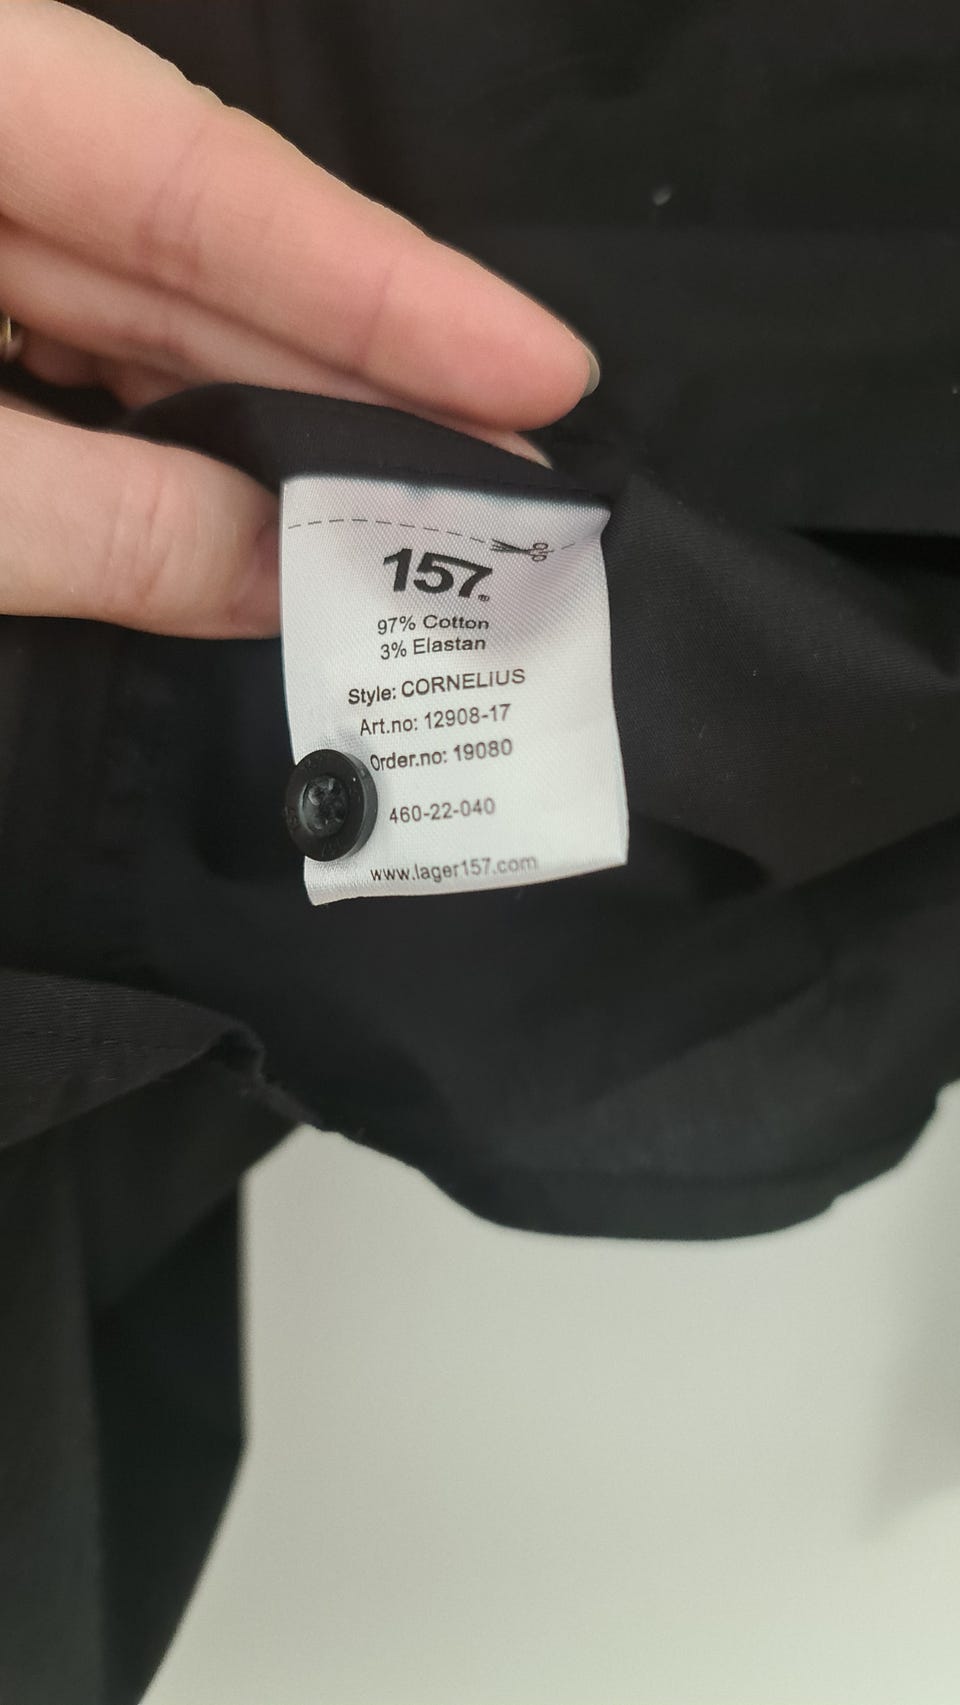 157
97% Cotton
3% Elastan
Style: CORNELiUS
Art.no: 12908-17
Order.no: 19080
460-22-040
www.lager157.com